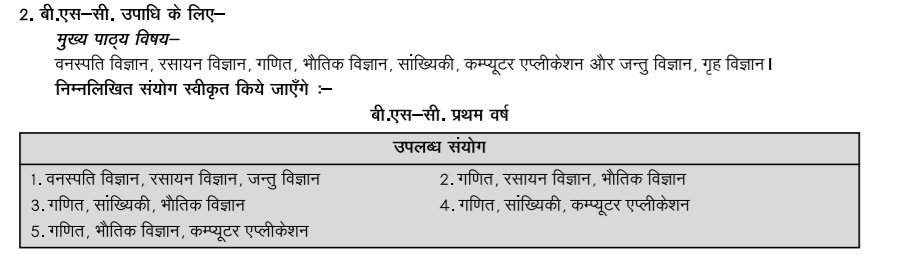 2. बी.एस–सी. उपाधि के लिए–
मुख्य पाठ्य विषय–
वनस्पति विज्ञान, रसायन विज्ञान, गणित, भौतिक विज्ञान, सांख्यिकी, कम्प्यूटर एप्लीकेशन और जन्तु विज्ञान, गृह विज्ञान।
निम्नलिखित संयोग स्वीकृत किये जाएँगे :–
बी.एस–सी. प्रथम वर्ष
उपलब्ध संयोग
1. वनस्पति विज्ञान, रसायन विज्ञान, जन्तु विज्ञान 2. गणित, रसायन विज्ञान, भौतिक विज्ञान
3. गणित, सांख्यिकी, भौतिक विज्ञान 4. गणित, सांख्यिकी, कम्प्यूटर एप्लीकेशन
5. गणित, भौतिक विज्ञान, कम्प्यूटर एप्लीकेशन